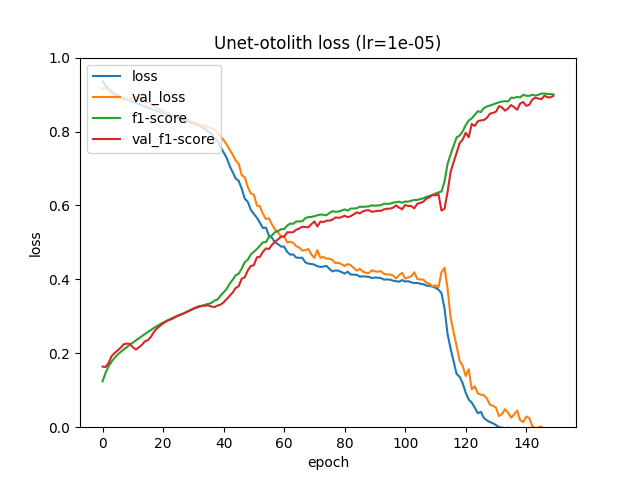 Unet-otolith loss (lr=1e-05)
loss
val_loss
f1-score
val_f1-score
1.0
0.8
0.6
0.4
0.2
0.0
loss
0 20 40 60 80 100 120 140
epoch